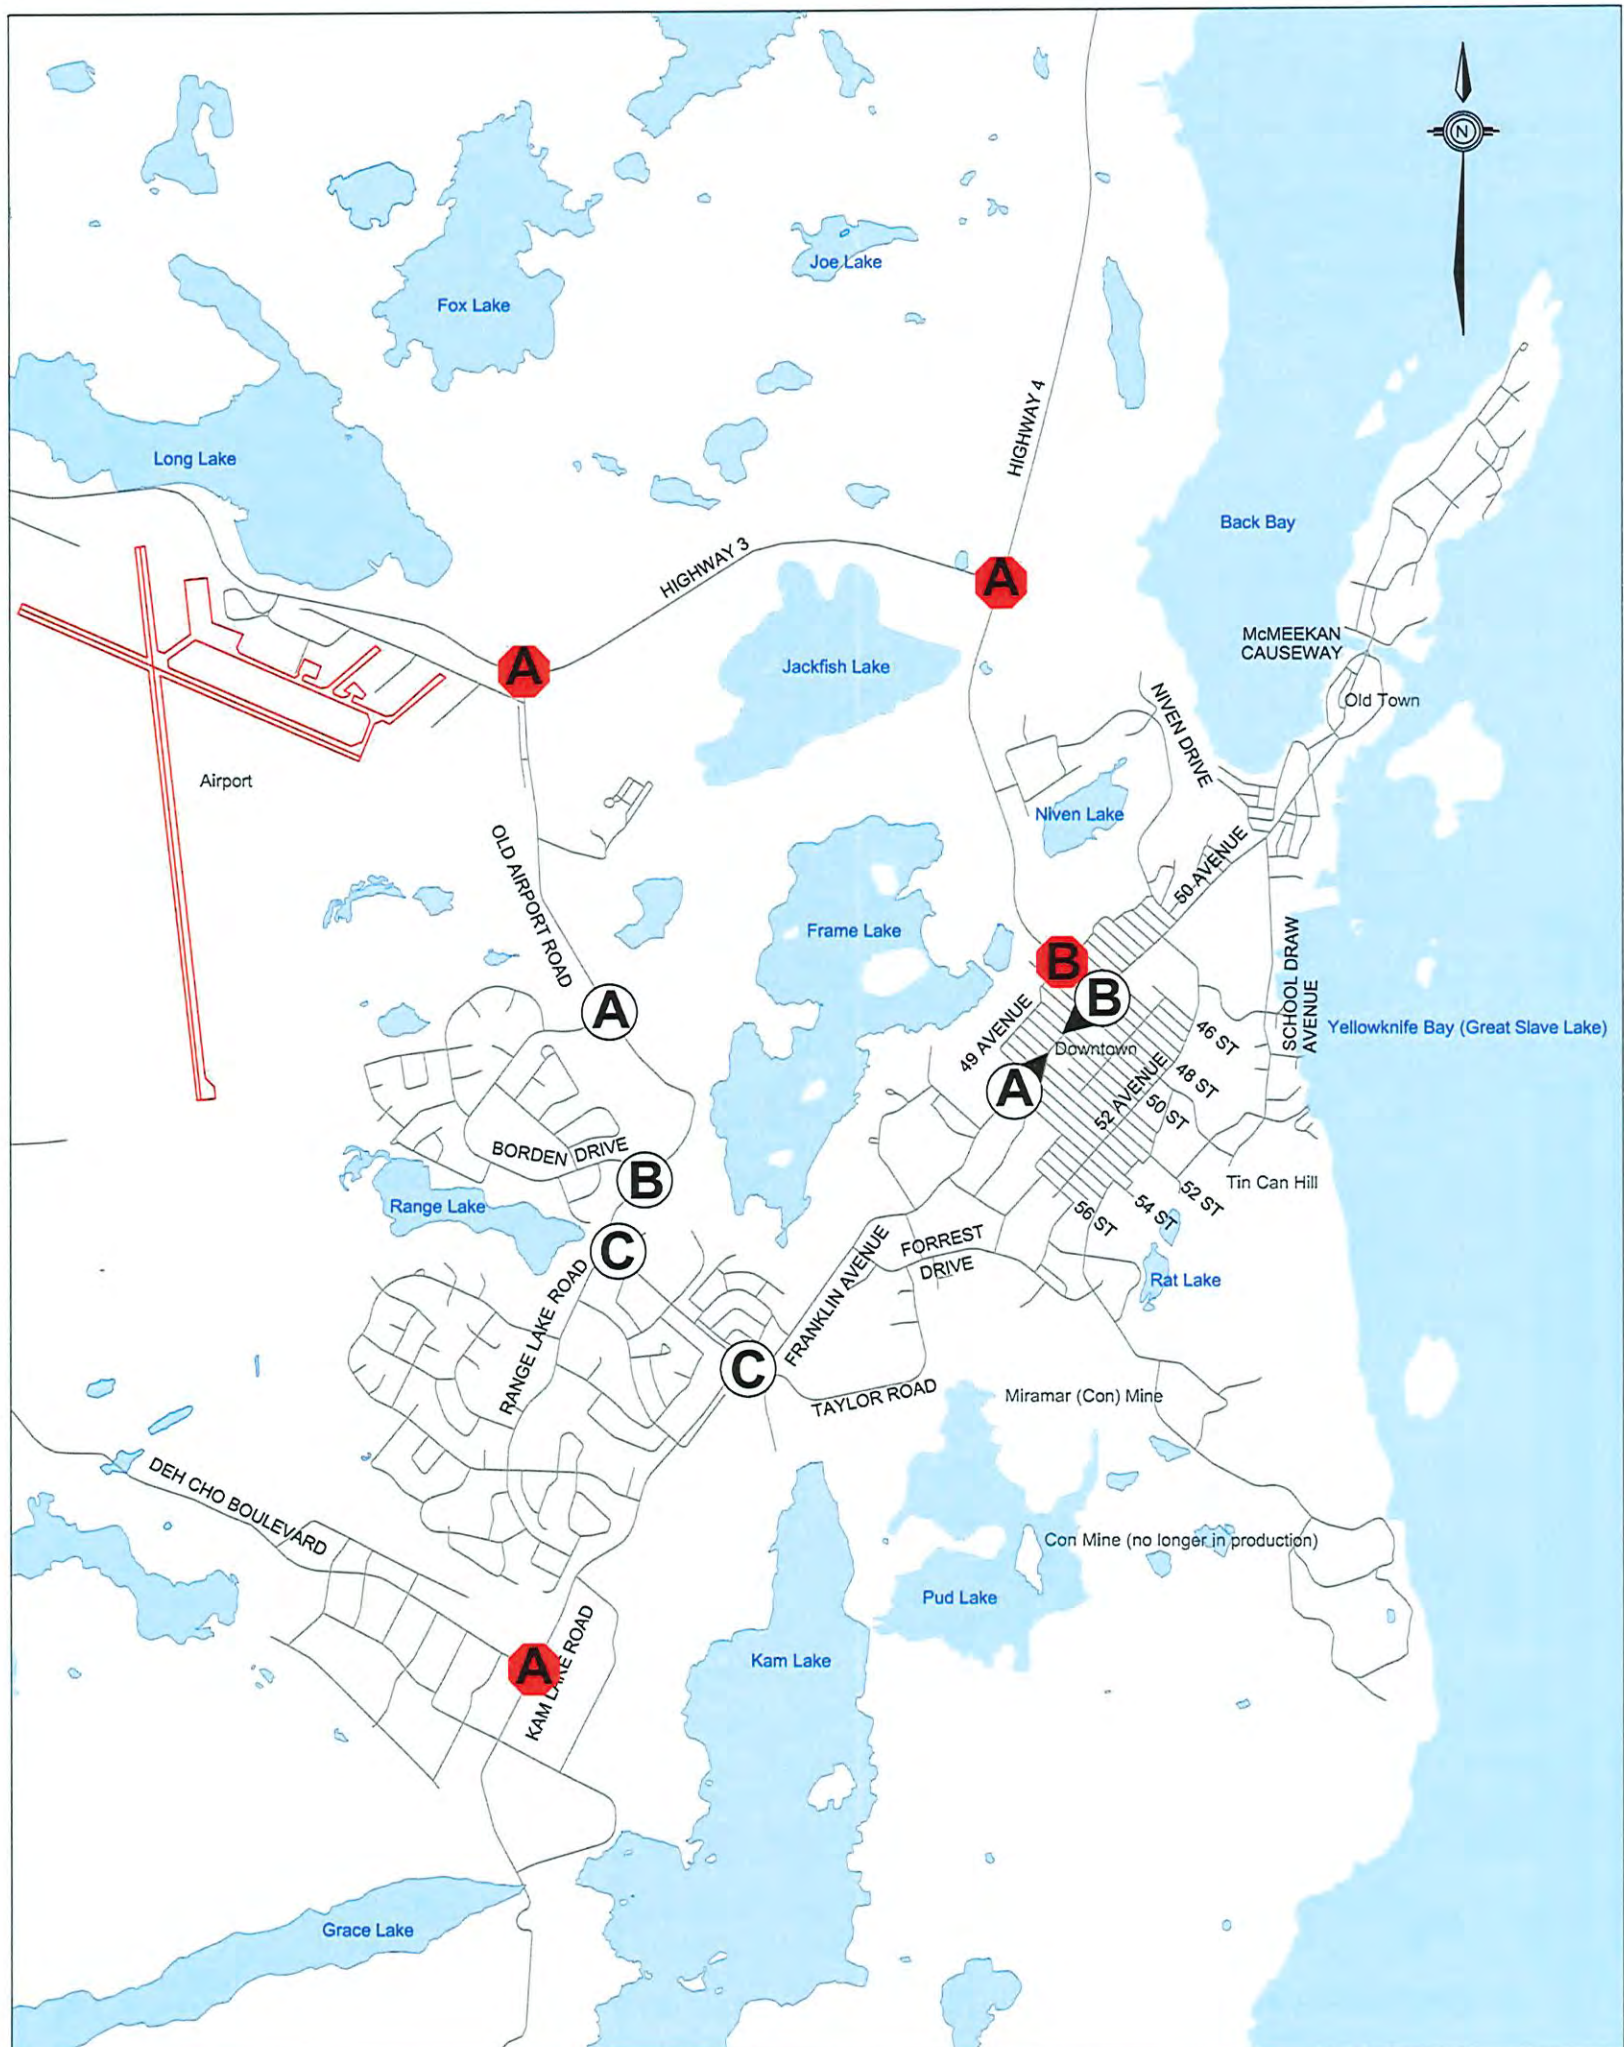 N
Joe Lake
Fox Lake
HIGHWAY 4
Long Lake
Back Bay
HIGHWAY 3
A
A
McMEEKAN
CAUSEWAY
Jackfish Lake
Old Town
NIVEN DRIVE
Airport
Niven Lake
OLD AIRPORT ROAD
50 AVENUE
Frame Lake
B
SCHOOL DRAW
AVENUE
A
B
49 AVENUE
Yellowknife Bay (Great Slave Lake)
46 ST
Downtown
A
48 ST
52 AVENUE
50 ST
BORDEN DRIVE
B
Tin Can Hill
Range Lake
52 ST
54 ST
56 ST
C
FORREST
DRIVE
FRANKLIN AVENUE
Rat Lake
RANGE LAKE ROAD
C
TAYLOR ROAD
Miramar (Con) Mine
DEH CHO BOULEVARD
Con Mine (no longer in production)
Pud Lake
Kam Lake
A
KAM LAKE ROAD
Grace Lake